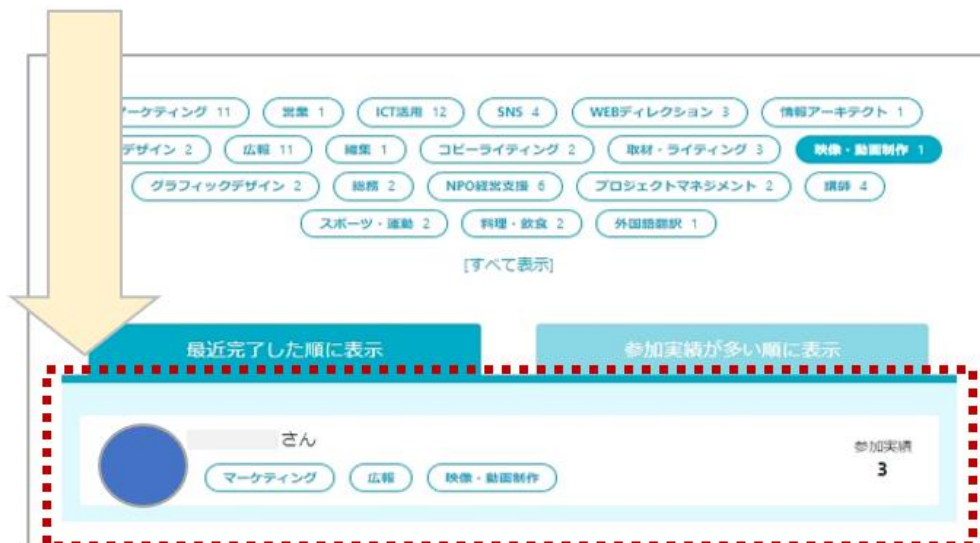 ーケティング 11 営業 1 ICT活用 12 SNS 4 WEBディレクション 3 情報アーキテクト 1
デザイン 2 広報 11 編集 1 コピーライティング 2 取材・ライティング 3 映像・動画制作 1
グラフィックデザイン 2 総務 2 NPO経営支援 6 プロジェクトマネジメント 2 講師 4
スポーツ・運動 2 料理・飲食 2 外国語翻訳 1
[すべて表示]
最近完了した順に表示 参加実績が多い順に表示
さん
参加実績
マーケティング 広報 映像・動画制作
3